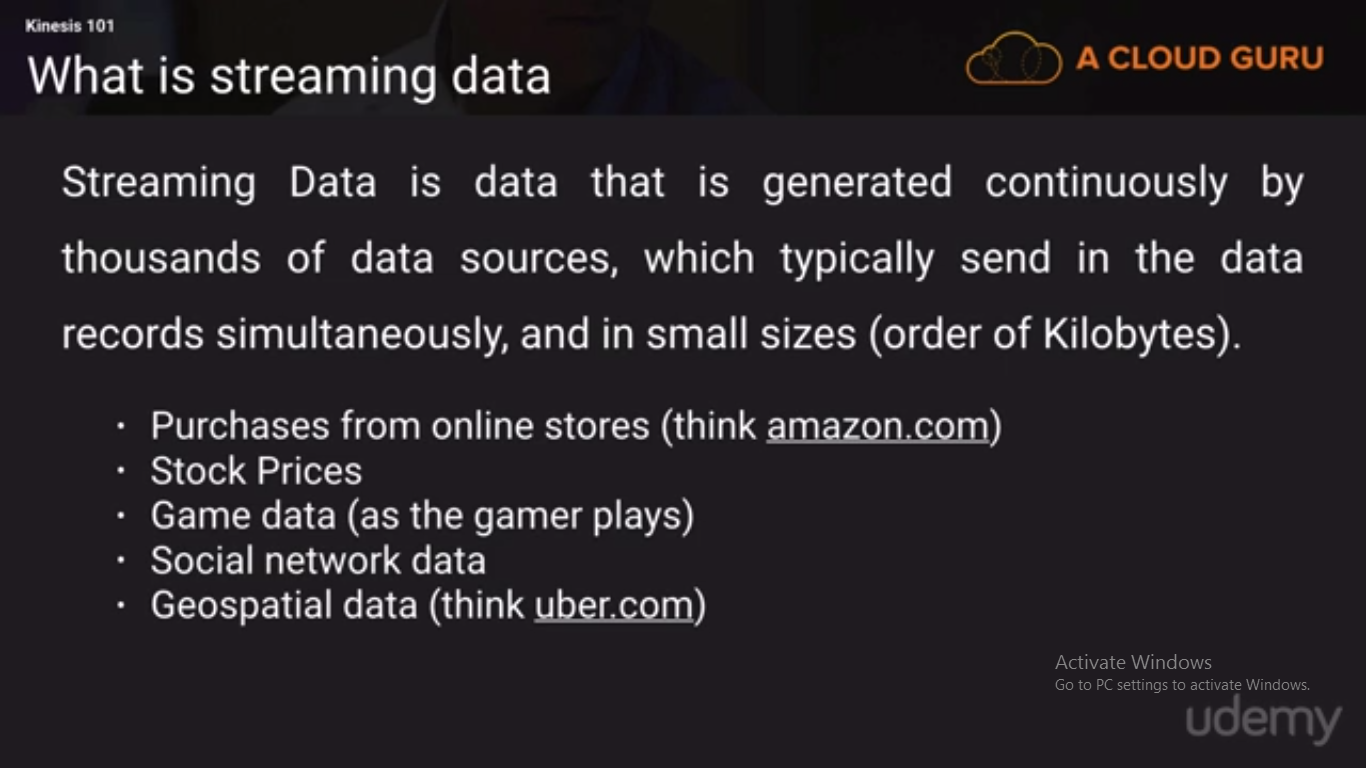 Kinesis 101
What is streaming data
A CLOUD GURU
Streaming Data is data that is generated continuously by
thousands of data sources, which typically send in the data
records simultaneously, and in small sizes (order of Kilobytes).
· Purchases from online stores (think amazon.com)
· Stock Prices
· Game data (as the gamer plays)
· Social network data
· Geospatial data (think uber.com)
Activate Windows
Go to PC settings to activate Windows.
udemy